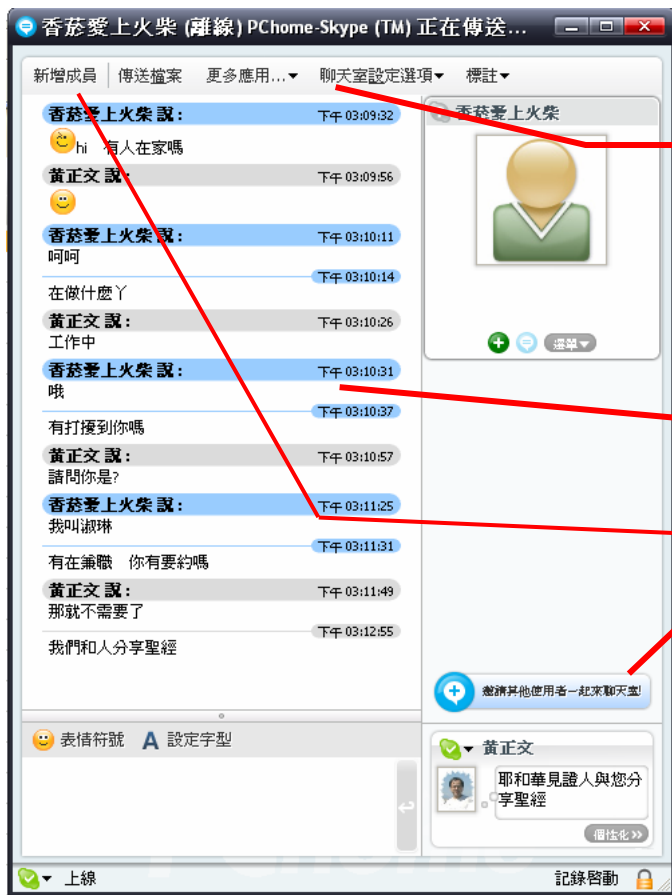 香菸愛上火柴 (離線) PChome-Skype (TM) 正在傳送...
新增成員 傳送檔案 更多應用...▼ 聊天室設定選項▼ 標註▼
香菸愛上火柴 說: 下午 03:09:32
hi 有人在家嗎
黃正文 說: 下午 03:09:56
香菸愛上火柴 說: 下午 03:10:11
呵呵
下午 03:10:14
在做什麼丫
黃正文 說: 下午 03:10:26
工作中
香菸愛上火柴 說: 下午 03:10:31
哦
下午 03:10:37
有打擾到你嗎
黃正文 說: 下午 03:10:57
請問你是?
香菸愛上火柴 說: 下午 03:11:25
我叫淑琳
下午 03:11:31
有在兼職 你有要約嗎
黃正文 說: 下午 03:11:49
那就不需要了
下午 03:12:55
我們和人分享聖經
表情符號 A 設定字型
香菸愛上火柴
選單▼
邀請其他使用者一起來聊天室!
黃正文
耶和華見證人與您分
享聖經
個性化>>
上線
記錄啓動